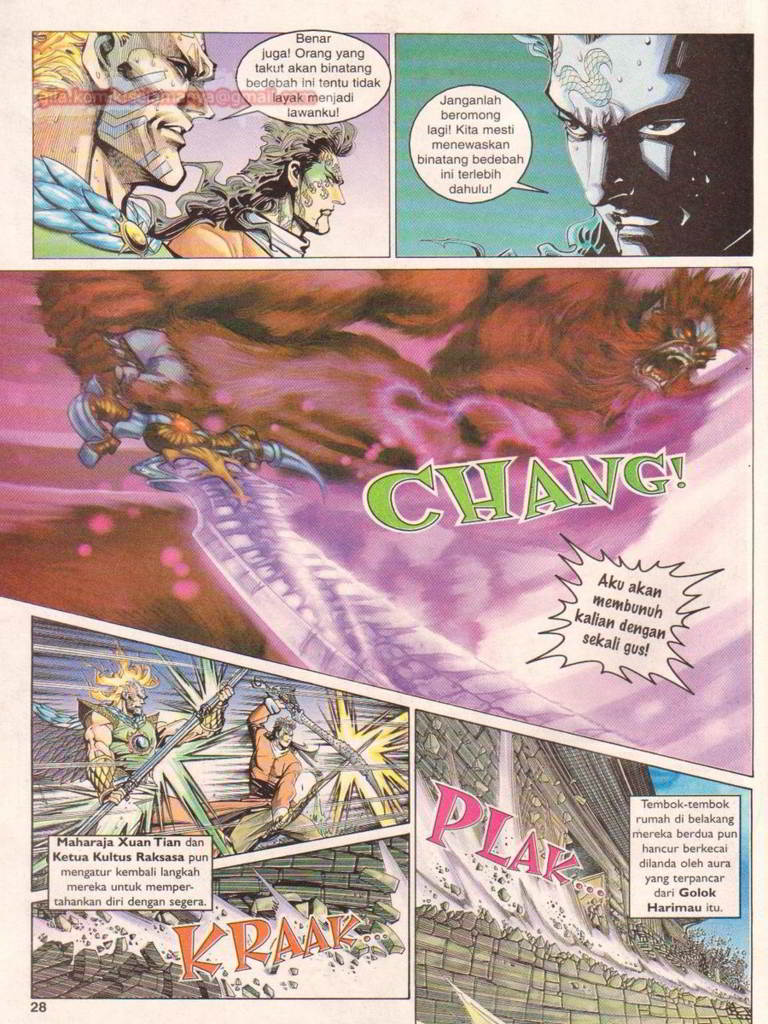 Benar
juga! Orang yang
takut akan binatang
bedebah ini tentu tidak
layak menjadi
lawanku!
Janganlah
beromong
lagi! Kita mesti
menewaskan
binatang bedebah
ini terlebih
dahulu!
CHANG!
Aku akan
membunuh
kalian dengan
sekali gus!
Maharaja Xuan Tian dan
Ketua Kultus Raksasa pun
mengatur kembali langkah
mereka untuk memper-
tahankan diri dengan segera.
KRAAK...
PLAK...
Tembok-tembok
rumah di belakang
mereka berdua pun
hancur berkecai
dilanda oleh aura
yang terpancar
dari Golok
Harimau itu.
28